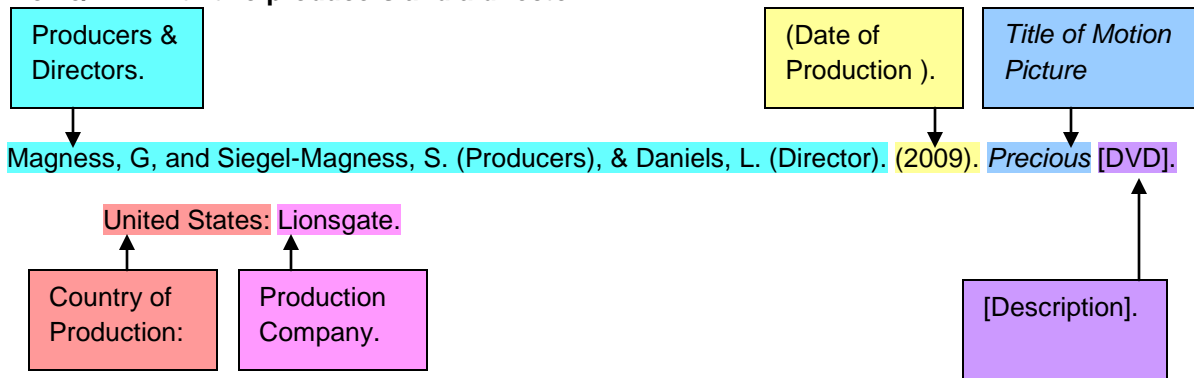 Producers &
Directors.
(Date of
Production ).
Title of Motion
Picture
Magness, G, and Siegel-Magness, S. (Producers), & Daniels, L. (Director). (2009). Precious [DVD].
United States: Lionsgate.
Country of
Production:
Production
Company.
[Description].